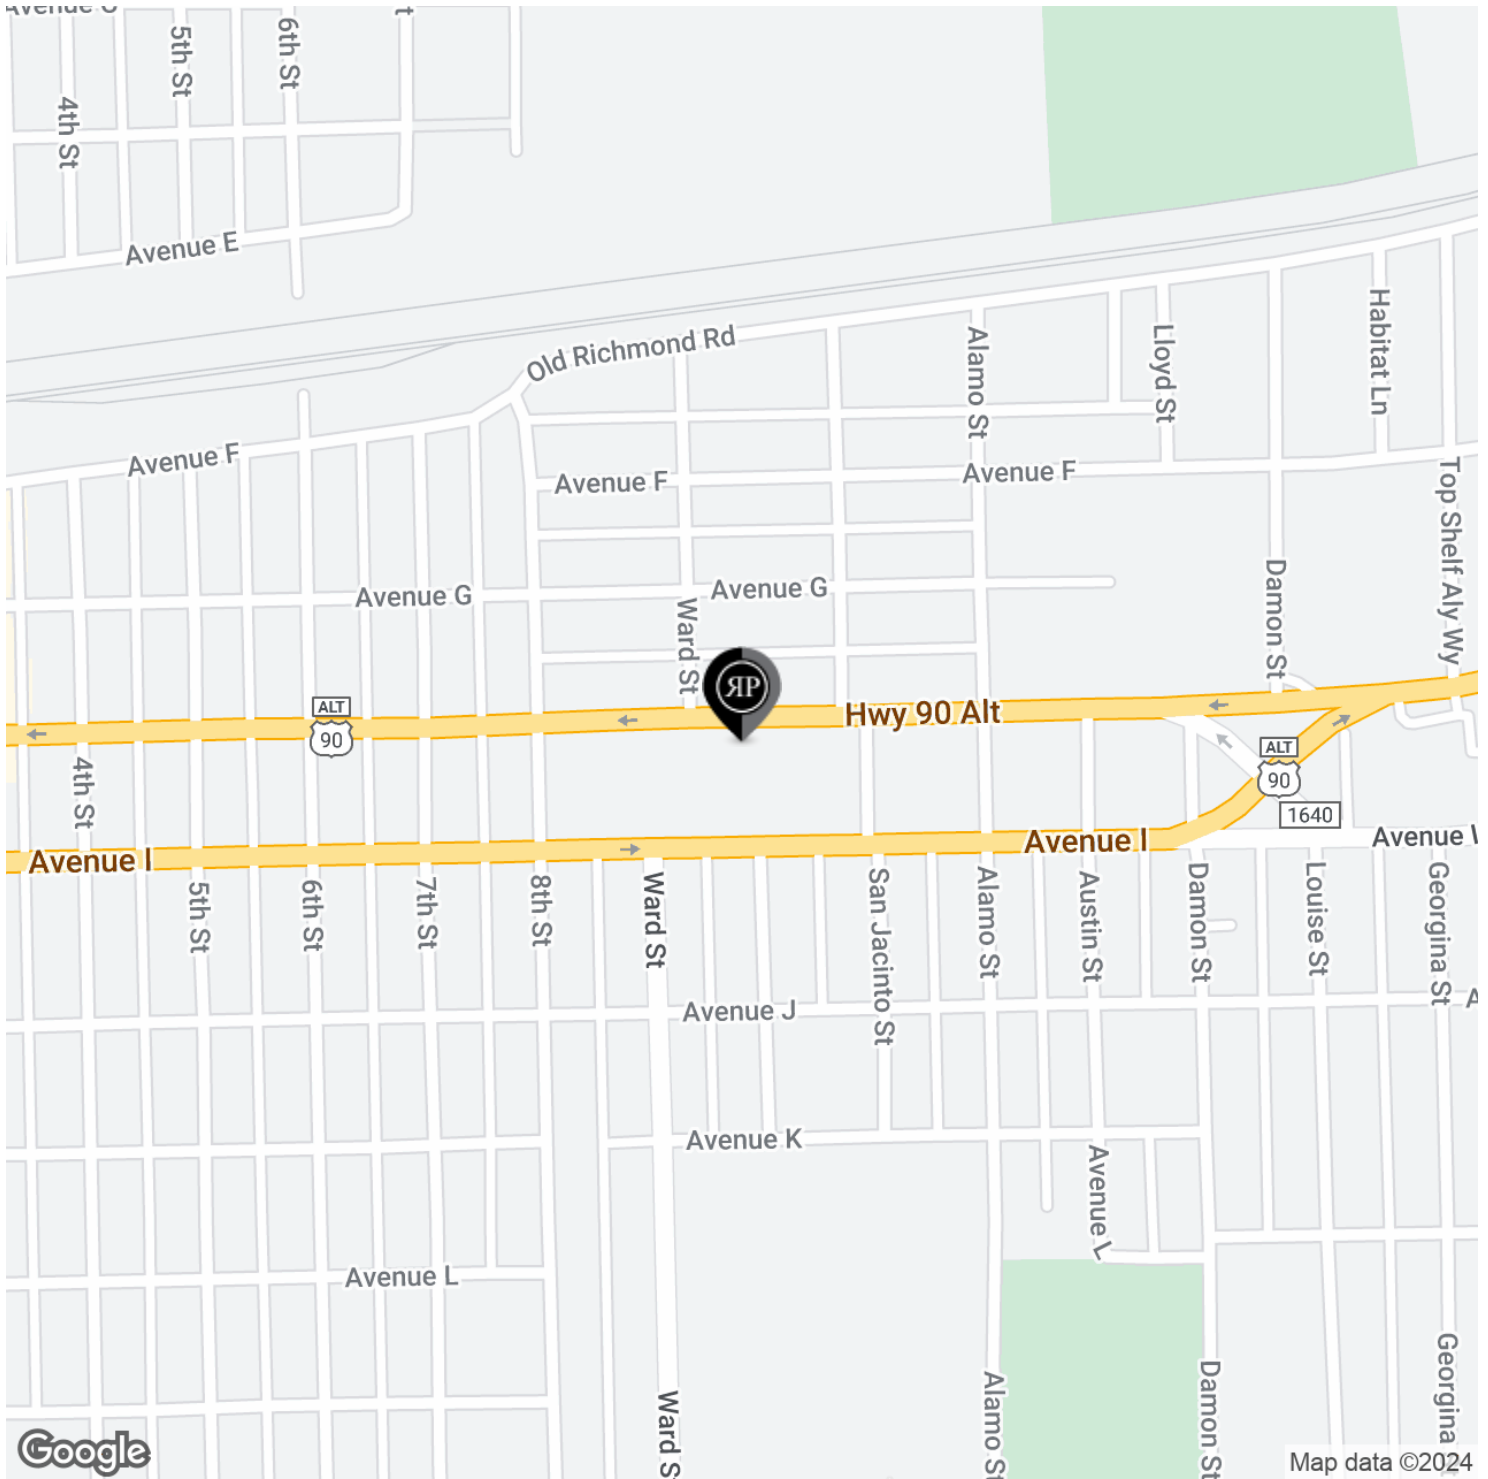 5th St
6th St
4th St
Avenue E
Old Richmond Rd
Alamo St
Lloyd St
Habitat Ln
Avenue F
Avenue F
Avenue F
Top Shelf Aly Wy
Damon St
Avenue G
Avenue G
Ward St
RP
ALT
90
Hwy 90 Alt
ALT
90
1640
4th St
Avenue I
Avenue I
Avenue
5th St
6th St
7th St
8th St
Ward St
San Jacinto St
Alamo St
Austin St
Damon St
Louise St
Georgina St
Avenue J
A
Avenue K
Avenue L
Avenue L
Ward S
Alamo St
Damon St
Georgina
Google
Map data ©2024